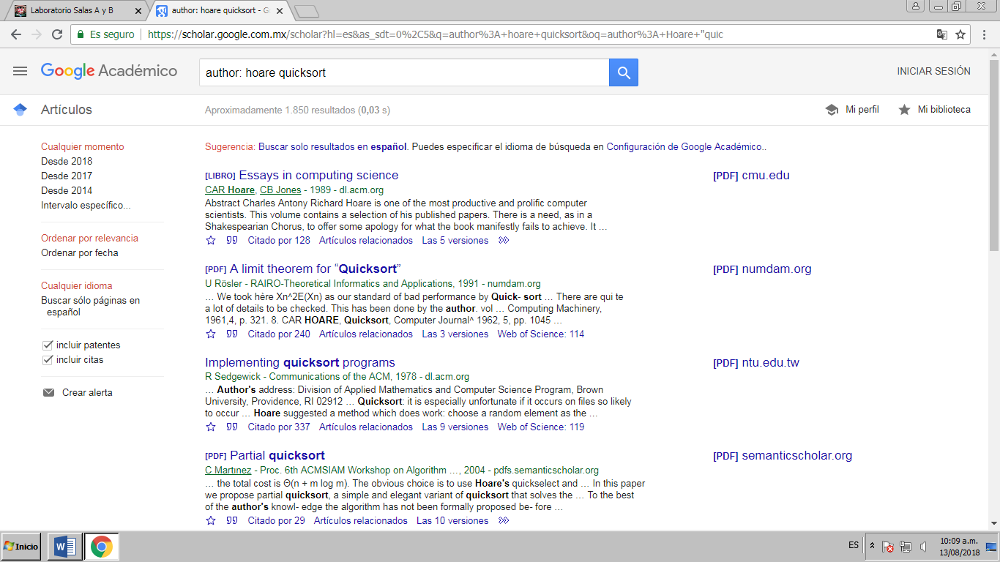 Laboratorio Salas A y B
author: hoare quicksort - G
Es seguro
https://scholar.google.com.mx/scholar?hl=es&as_sdt=0%2C5&q=author%3A+hoare+quicksort&oq=author%3A+Hoare+"quic
Google Académico
author: hoare quicksort
INICIAR SESIÓN
Artículos
Aproximadamente 1.850 resultados (0,03 s)
Mi perfil
Mi biblioteca
Cualquier momento
Desde 2018
Desde 2017
Desde 2014
Intervalo específico...
Ordenar por relevancia
Ordenar por fecha
Cualquier idioma
Buscar sólo páginas en
español
incluir patentes
incluir citas
Crear alerta
Sugerencia: Buscar solo resultados en español. Puedes especificar el idioma de búsqueda en Configuración de Google Académico..
[LIBRO] Essays in computing science
[PDF] cmu.edu
CAR Hoare, CB Jones - 1989 - dl.acm.org
Abstract Charles Antony Richard Hoare is one of the most productive and prolific computer
scientists. This volume contains a selection of his published papers. There is a need, as in a
Shakespearian Chorus, to offer some apology for what the book manifestly fails to achieve. It ...
Citado por 128 Artículos relacionados Las 5 versiones
[PDF] A limit theorem for “Quicksort”
[PDF] numdam.org
U Rösler - RAIRO-Theoretical Informatics and Applications, 1991 - numdam.org
... We took hère Xn^2E(Xn) as our standard of bad performance by Quick- sort ... There are qui te
a lot of details to be checked. This has been done by the author. vol ... Computing Machinery,
1961,4, p. 321. 8. CAR HOARE, Quicksort, Computer Journal^ 1962, 5, pp. 1045 ...
Citado por 240 Artículos relacionados Las 3 versiones Web of Science: 114
Implementing quicksort programs
[PDF] ntu.edu.tw
R Sedgewick - Communications of the ACM, 1978 - dl.acm.org
... Author's address: Division of Applied Mathematics and Computer Science Program, Brown
University, Providence, RI 02912 ... Quicksort: it is especially unfortunate if it occurs on files so likely
to occur ... Hoare suggested a method which does work: choose a random element as the ...
Citado por 337 Artículos relacionados Las 9 versiones Web of Science: 119
[PDF] Partial quicksort
[PDF] semanticscholar.org
C Martınez - Proc. 6th ACMSIAM Workshop on Algorithm ..., 2004 - pdfs.semanticscholar.org
... the total cost is Θ(n + m log m). The obvious choice is to use Hoare's quickselect and ... In this paper
we propose partial quicksort, a simple and elegant variant of quicksort that solves the ... To the best
of the author's knowl- edge the algorithm has not been formally proposed be- fore ...
Citado por 29 Artículos relacionados Las 10 versiones
Inicio
ES
10:09 a.m.
13/08/2018